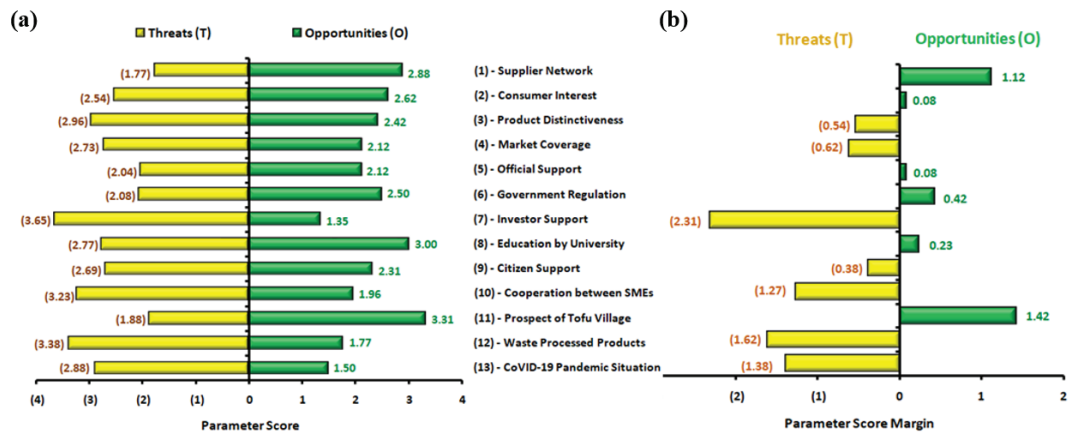 (a)
Threats (T) Opportunities (O)
(1.77) 2.88 (1) - Supplier Network
(2.54) 2.62 (2) - Consumer Interest
(2.96) 2.42 (3) - Product Distinctiveness
(2.73) 2.12 (4) - Market Coverage
(2.04) 2.12 (5) - Official Support
(2.08) 2.50 (6) - Government Regulation
(3.65) 1.35 (7) - Investor Support
(2.77) 3.00 (8) - Education by University
(2.69) 2.31 (9) - Citizen Support
(3.23) 1.96 (10) - Cooperation between SMEs
(1.88) 3.31 (11) - Prospect of Tofu Village
(3.38) 1.77 (12) - Waste Processed Products
(2.88) 1.50 (13) - CoVID-19 Pandemic Situation
(4) (3) (2) (1) 0 1 2 3 4
Parameter Score
(b)
Threats (T) Opportunities (O)
1.12
0.08
(0.54)
(0.62)
0.08
0.42
(2.31)
0.23
(0.38)
(1.27)
1.42
(1.62)
(1.38)
(2) (1) 0 1 2
Parameter Score Margin